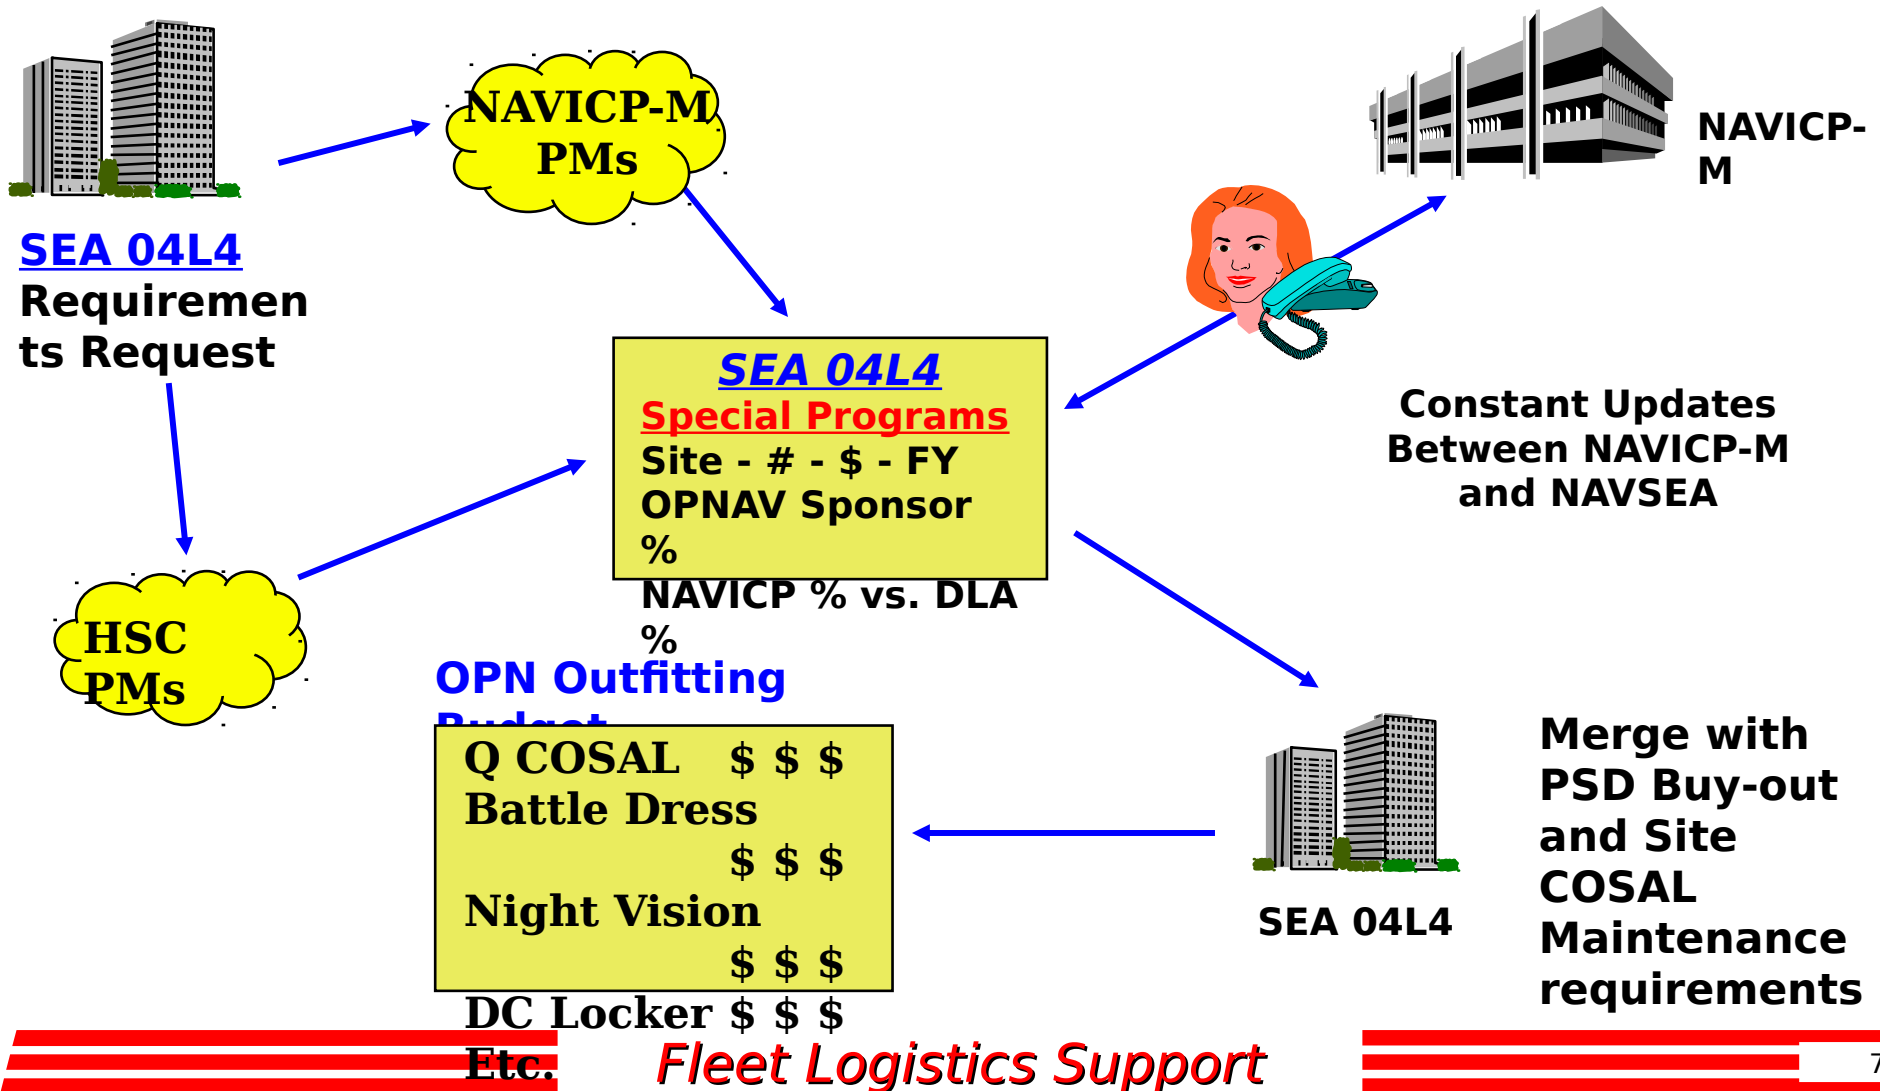 NAVICP-M
PMs
NAVICP-
M
SEA 04L4
Requiremen
ts Request
SEA 04L4
Special Programs
Site - # - $ - FY
OPNAV Sponsor
%
NAVICP % vs. DLA
%
Constant Updates
Between NAVICP-M
and NAVSEA
HSC
PMs
OPN Outfitting
Budget
Q COSAL $ $ $
Battle Dress
$ $ $
Night Vision
$ $ $
DC Locker $ $ $
Etc.
SEA 04L4
Merge with
PSD Buy-out
and Site
COSAL
Maintenance
requirements
Fleet Logistics Support
7